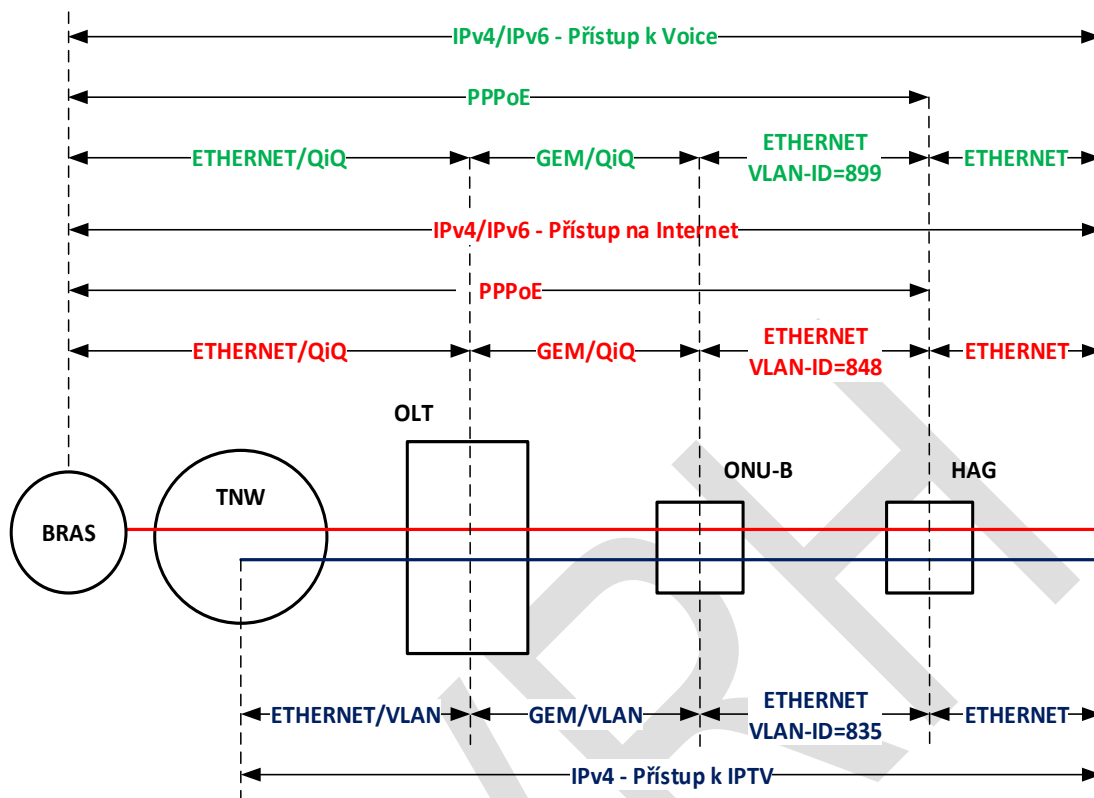 IPv4/IPv6 - Přístup k Voice
PPPoE
ETHERNET/QiQ
GEM/QiQ
ETHERNET
VLAN-ID=899
ETHERNET
IPv4/IPv6 - Přístup na Internet
PPPoE
ETHERNET/QiQ
GEM/QiQ
ETHERNET
VLAN-ID=848
ETHERNET
OLT
ONU-B
HAG
TNW
BRAS
ETHERNET/VLAN
GEM/VLAN
ETHERNET
VLAN-ID=835
ETHERNET
IPv4 - Přístup k IPTV